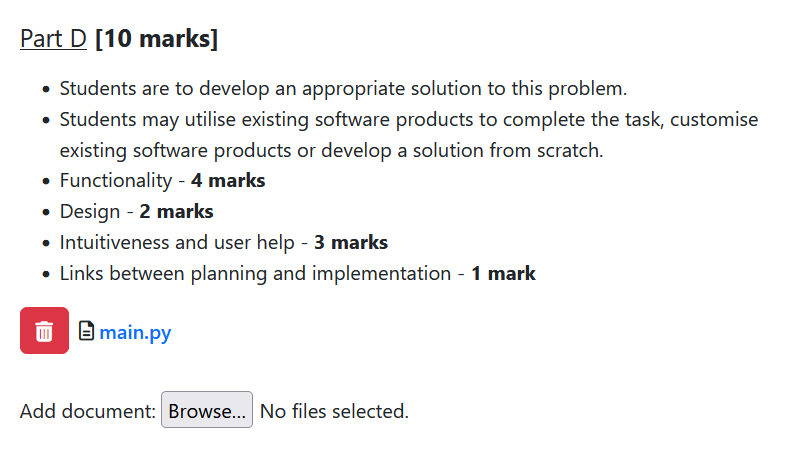 Part D [10 marks]
• Students are to develop an appropriate solution to this problem.
• Students may utilise existing software products to complete the task, customise
existing software products or develop a solution from scratch.
• Functionality - 4 marks
• Design - 2 marks
• Intuitiveness and user help - 3 marks
• Links between planning and implementation - 1 mark
main.py
Add document: Browse... No files selected.